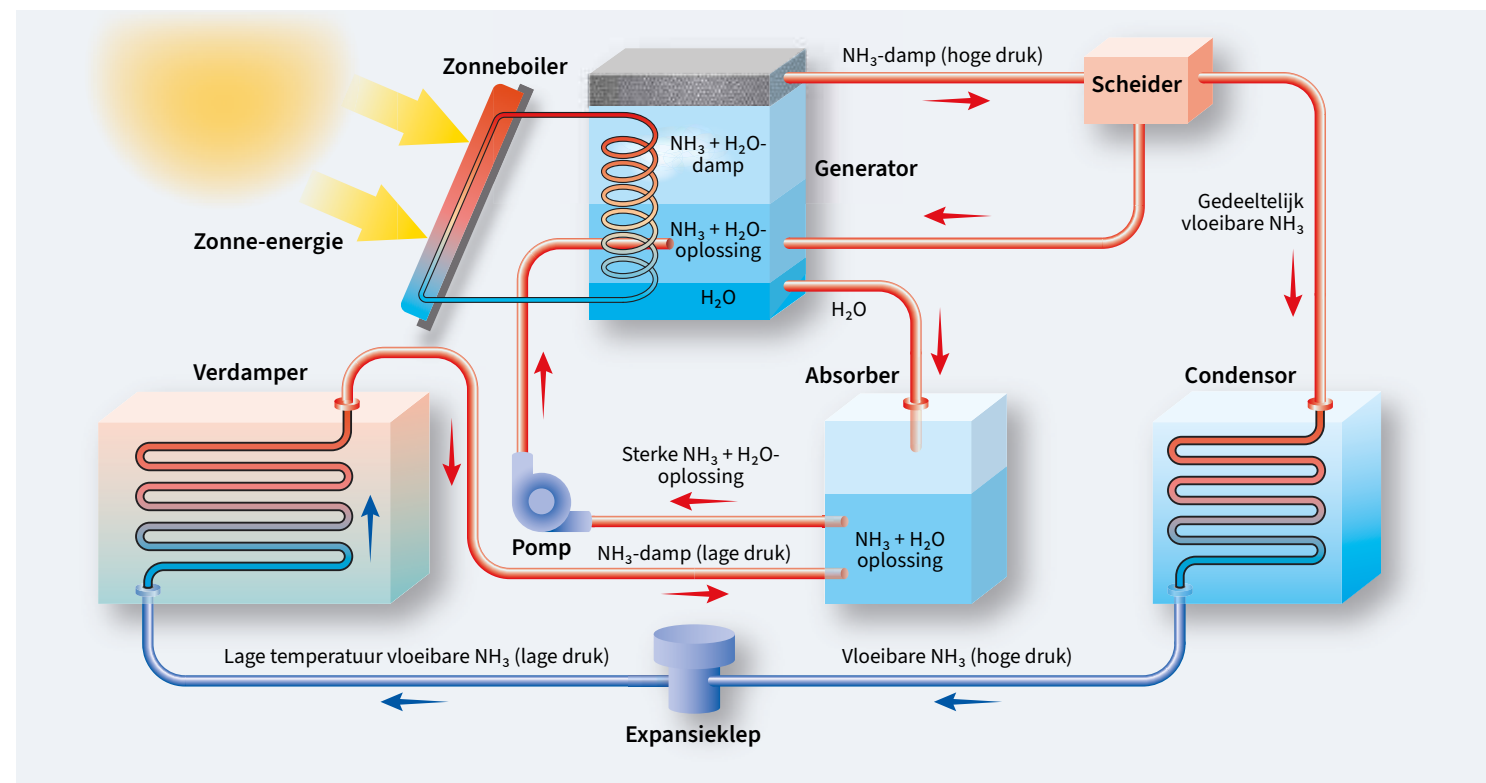 Zonneboiler
NH₃-damp (hoge druk)
Scheider
NH₃ + H₂O-
damp
Generator
Zonne-energie
NH₃ + H₂O-
oplossing
Gedeeltelijk
vloeibare NH₃
H₂O
H₂O
Verdamper
Absorber
Condensor
Sterke NH₃ + H₂O-
oplossing
Pomp
NH₃-damp (lage druk)
NH₃ + H₂O
oplossing
Lage temperatuur vloeibare NH₃ (lage druk)
Vloeibare NH₃ (hoge druk)
Expansieklep